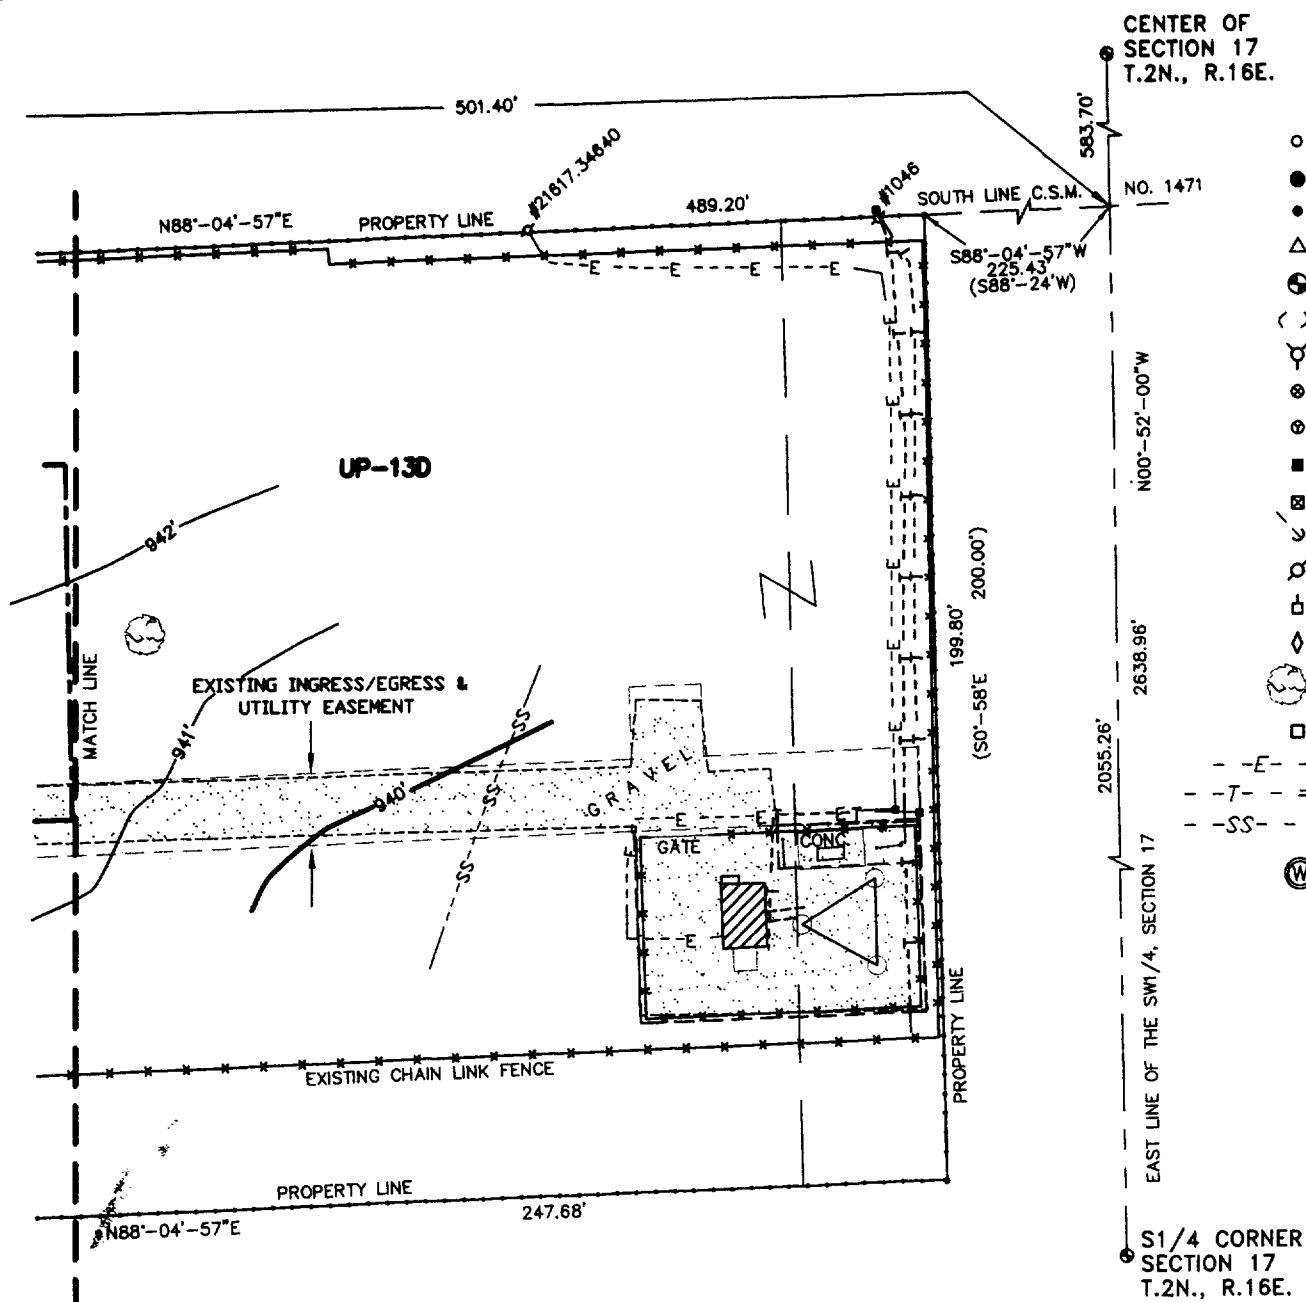 CENTER OF
SECTION 17
T.2N., R.16E.
501.40'
583.70'
#21617.34640
#1046
SOUTH LINE C.S.M.
NO. 1471
N88°-04'-57"E
PROPERTY LINE
489.20'
S88°-04'-57"W
225.43'
(S88°-24'W)
E
E
E
E
E
E
E
E
E
T
T
T
T
T
T
T
N00°-52'-00"W
UP-13D
942'
199.80'
(S0°-58'E 200.00')
2638.96'
MATCH LINE
EXISTING INGRESS/EGRESS &
UTILITY EASEMENT
941'
SS
940'
SS
SS
GRAVEL
2055.26'
-E-
-T-
-SS-
E
E
E
E
E
GATE
CONC
W
EAST LINE OF THE SW1/4, SECTION 17
PROPERTY LINE
EXISTING CHAIN LINK FENCE
PROPERTY LINE
247.68'
N88°-04'-57"E
S1/4 CORNER
SECTION 17
T.2N., R.16E.